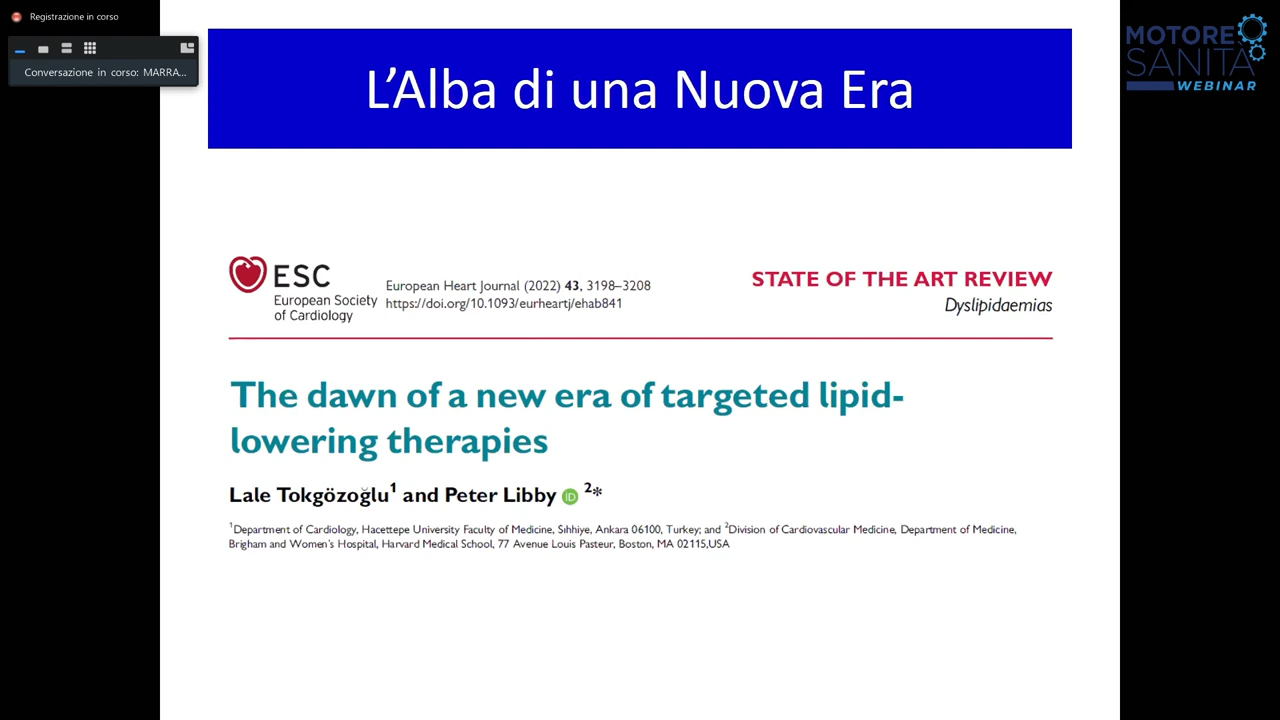 Registrazione in corso
Conversazione in corso: MARRA...
MOTORE
SANITÀ
WEBINAR
L'Alba di una Nuova Era
ESC
European Society
of Cardiology
European Heart Journal (2022) 43, 3198–3208
https://doi.org/10.1093/eurheartj/ehab841
STATE OF THE ART REVIEW
Dyslipidaemias
The dawn of a new era of targeted lipid-
lowering therapies
Lale Tokgözoğlu1 and Peter Libby iD 2*
1Department of Cardiology, Hacettepe University Faculty of Medicine, Sıhhiye, Ankara 06100, Turkey; and 2Division of Cardiovascular Medicine, Department of Medicine,
Brigham and Women's Hospital, Harvard Medical School, 77 Avenue Louis Pasteur, Boston, MA 02115,USA